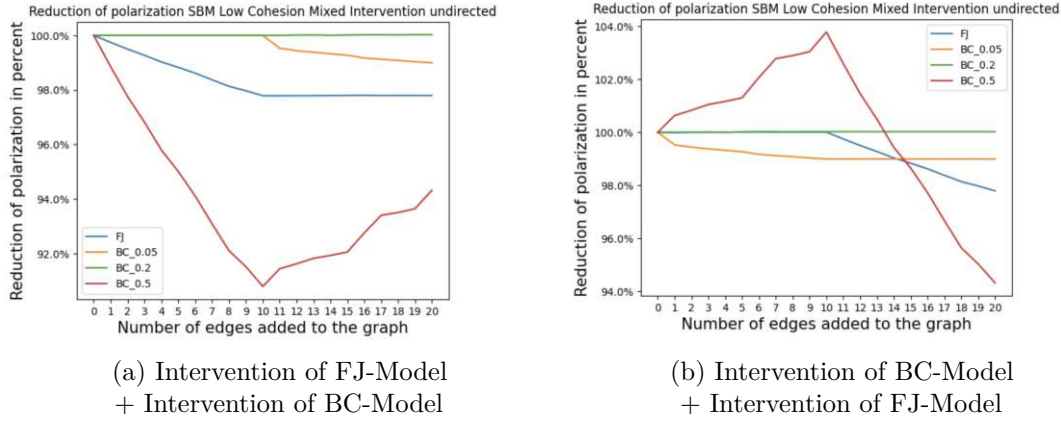 Reduction of polarization SBM Low Cohesion Mixed Intervention undirected
Reduction of polarization in percent
100.0%
98.0%
96.0%
94.0%
92.0%
FJ
BC_0.05
BC_0.2
BC_0.5
0 1 2 3 4 5 6 7 8 9 10 11 12 13 14 15 16 17 18 19 20
Number of edges added to the graph
(a) Intervention of FJ-Model
+ Intervention of BC-Model
Reduction of polarization SBM Low Cohesion Mixed Intervention undirected
Reduction of polarization in percent
104.0%
102.0%
100.0%
98.0%
96.0%
94.0%
FJ
BC_0.05
BC_0.2
BC_0.5
0 1 2 3 4 5 6 7 8 9 10 11 12 13 14 15 16 17 18 19 20
Number of edges added to the graph
(b) Intervention of BC-Model
+ Intervention of FJ-Model